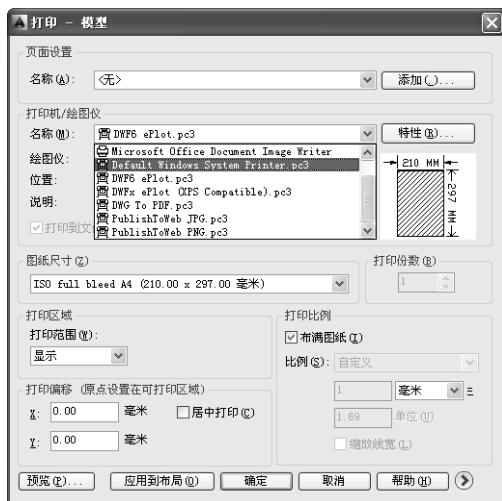 打印 - 模型
页面设置
名称(A): <无> 添加(.)...
打印机/绘图仪
名称(M): DWF6 ePlot.pc3 特性(R)...
Microsoft Office Document Image Writer
绘图仪: Default Windows System Printer.pc3
位置: DWF6 ePlot.pc3
DWFx ePlot (XPS Compatible).pc3
说明: DWG To PDF.pc3
PublishToWeb JPG.pc3
打印到文 PublishToWeb PNG.pc3
210 MM
297 MM
图纸尺寸(Z)
ISO full bleed A4 (210.00 x 297.00 毫米)
打印份数(B)
1
打印区域
打印范围(W):
显示
打印比例
布满图纸(I)
比例(S): 自定义
1 毫米 =
1.69 单位(U)
缩放线宽(L)
打印偏移 (原点设置在可打印区域)
X: 0.00 毫米 居中打印(C)
Y: 0.00 毫米
预览(P)... 应用到布局(O) 确定 取消 帮助(H)